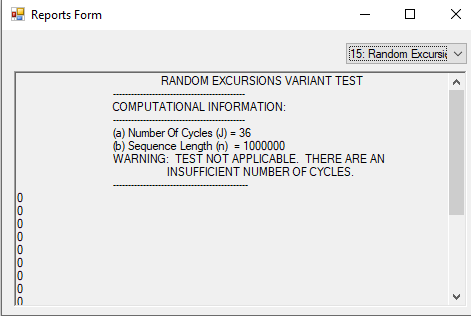 Reports Form
15: Random Excursi
RANDOM EXCURSIONS VARIANT TEST
--------------------------------------------
COMPUTATIONAL INFORMATION:
--------------------------------------------
(a) Number Of Cycles (J) = 36
(b) Sequence Length (n)  = 1000000
WARNING:  TEST NOT APPLICABLE.  THERE ARE AN
INSUFFICIENT NUMBER OF CYCLES.
---------------------------------------------
0
0
0
0
0
0
0
0
0